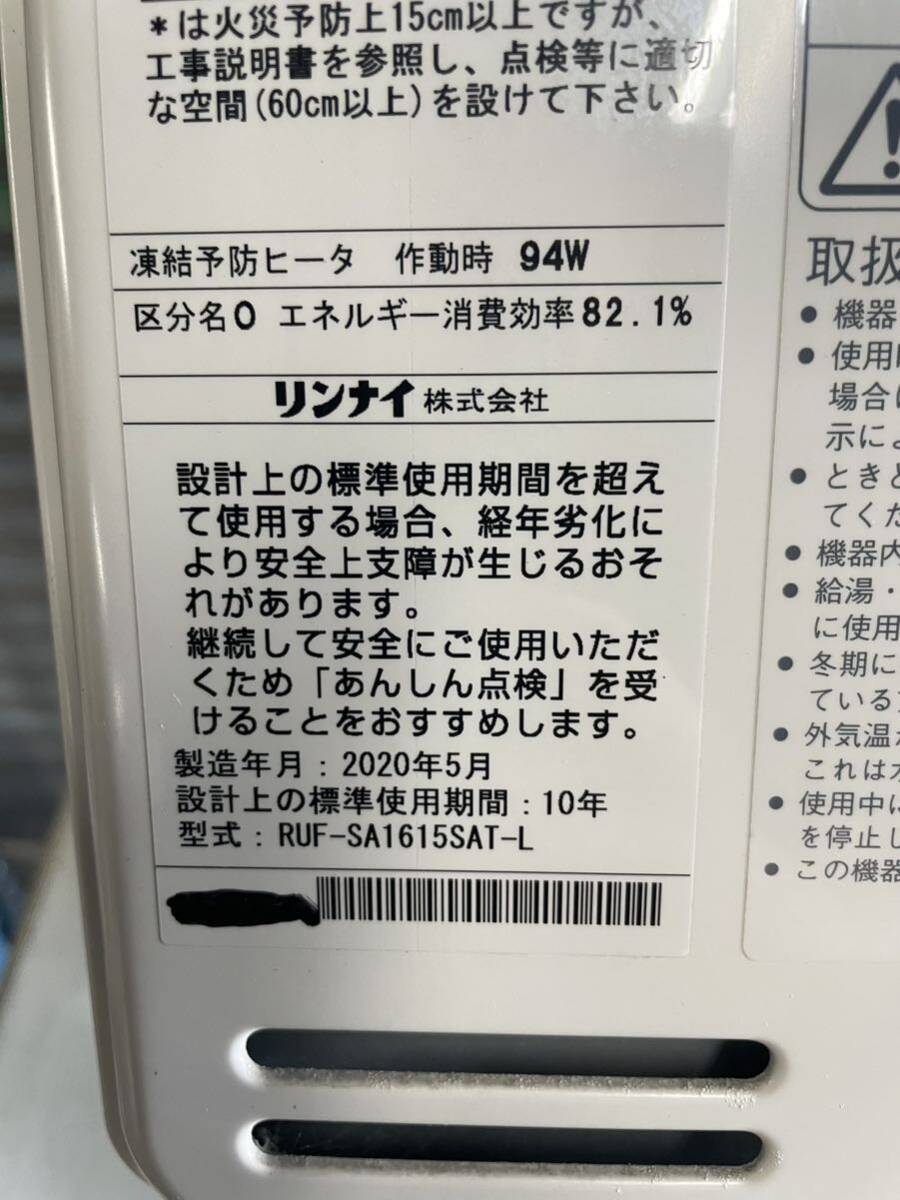 *は火災予防上15cm以上ですが、
工事説明書を参照し、点検等に適切
な空間(60cm以上)を設けて下さい。
凍結予防ヒータ 作動時 94W
区分名O エネルギー消費効率82.1%
リンナイ株式会社
設計上の標準使用期間を超え
て使用する場合、経年劣化に
より安全上支障が生じるおそ
れがあります。
継続して安全にご使用いただ
くため「あんしん点検」を受
けることをおすすめします。
製造年月：2020年5月
設計上の標準使用期間：10年
型式：RUF-SA1615SAT-L
取扱
● 機器
● 使用
場合
示によ
● ときど
てくだ
● 機器内
● 給湯・
に使用
● 冬期に
ている
● 外気温
これは
● 使用中に
を停止し
● この機器